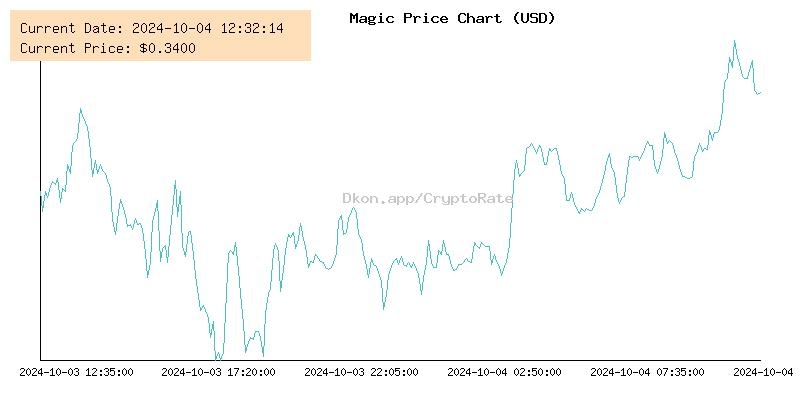 Magic Price Chart (USD)
Current Date: 2024-10-04 12:32:14
Current Price: $0.3400
Dkon.app/CryptoRate
2024-10-03 12:35:00
2024-10-03 17:20:00
2024-10-03 22:05:00
2024-10-04 02:50:00
2024-10-04 07:35:00
2024-10-04